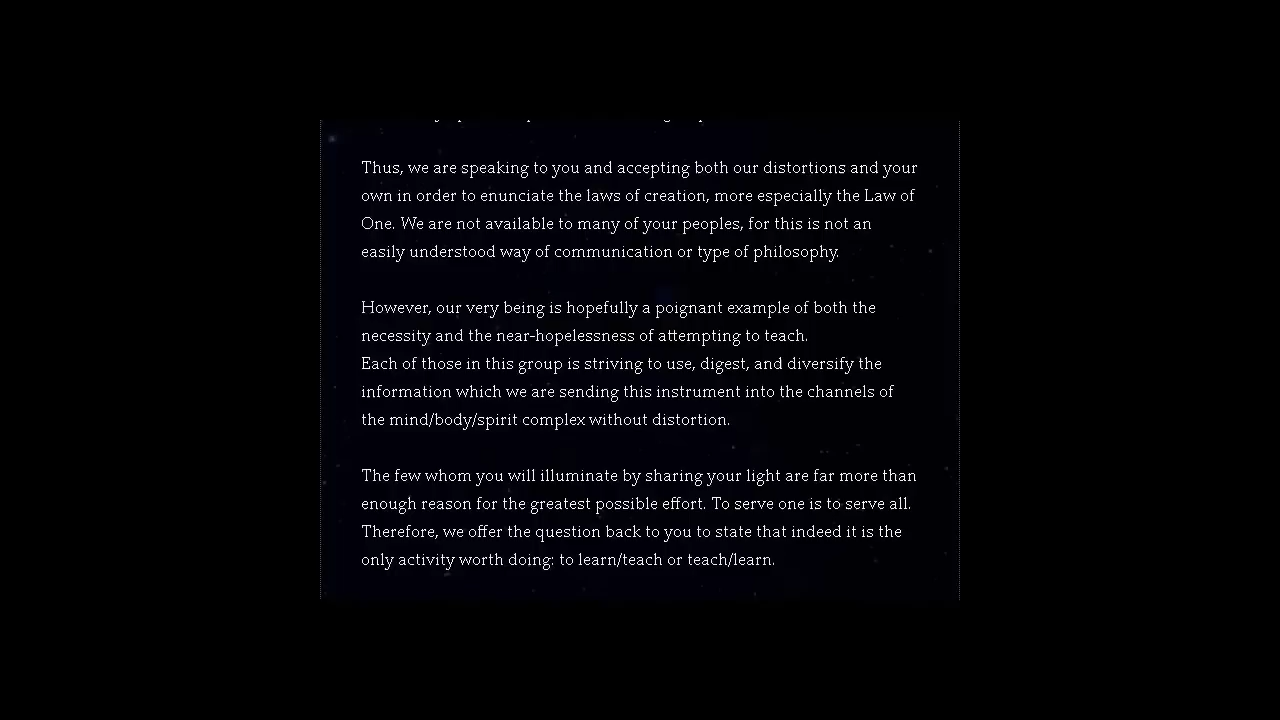 Thus, we are speaking to you and accepting both our distortions and your
own in order to enunciate the laws of creation, more especially the Law of
One. We are not available to many of your peoples, for this is not an
easily understood way of communication or type of philosophy.
However, our very being is hopefully a poignant example of both the
necessity and the near-hopelessness of attempting to teach.
Each of those in this group is striving to use, digest, and diversify the
information which we are sending this instrument into the channels of
the mind/body/spirit complex without distortion.
The few whom you will illuminate by sharing your light are far more than
enough reason for the greatest possible effort. To serve one is to serve all.
Therefore, we offer the question back to you to state that indeed it is the
only activity worth doing: to learn/teach or teach/learn.